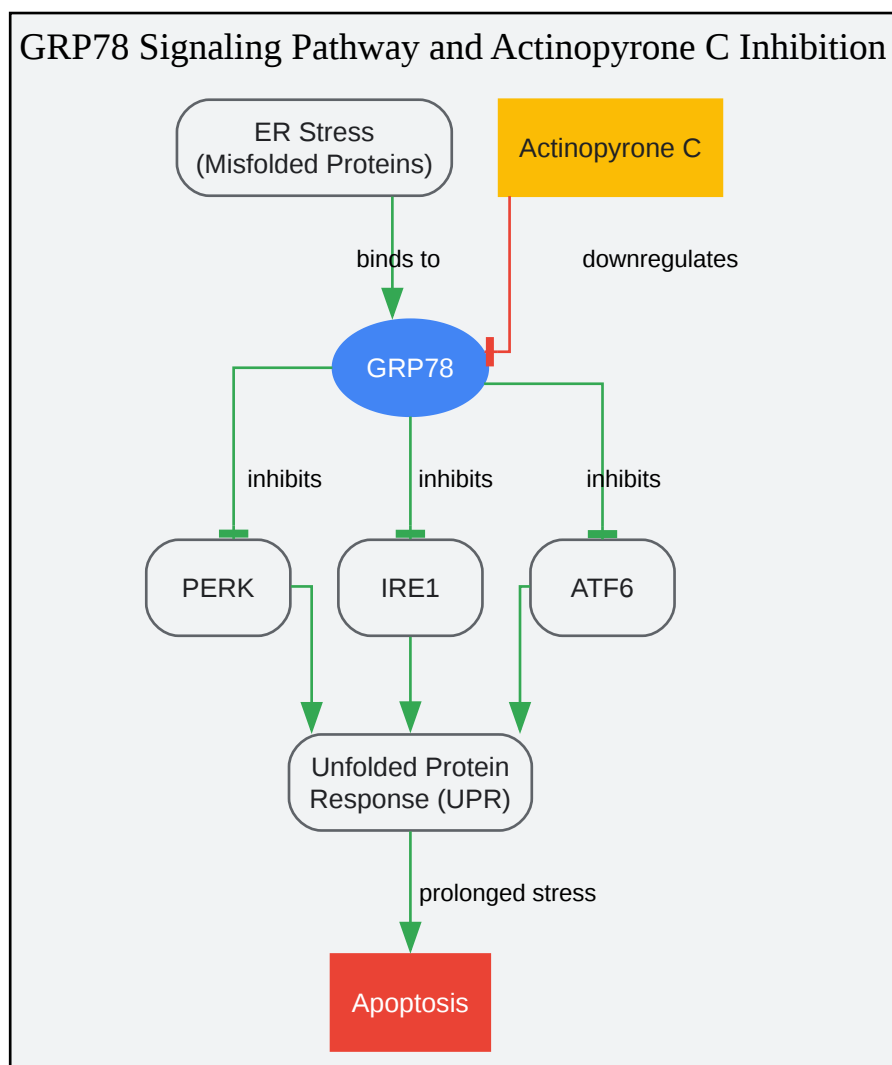 GRP78 Signaling Pathway and Actinopyrone C Inhibition
ER Stress
(Misfolded Proteins)
Actinopyrone C
binds to
downregulates
GRP78
inhibits
inhibits
inhibits
PERK
IRE1
ATF6
Unfolded Protein
Response (UPR)
prolonged stress
Apoptosis